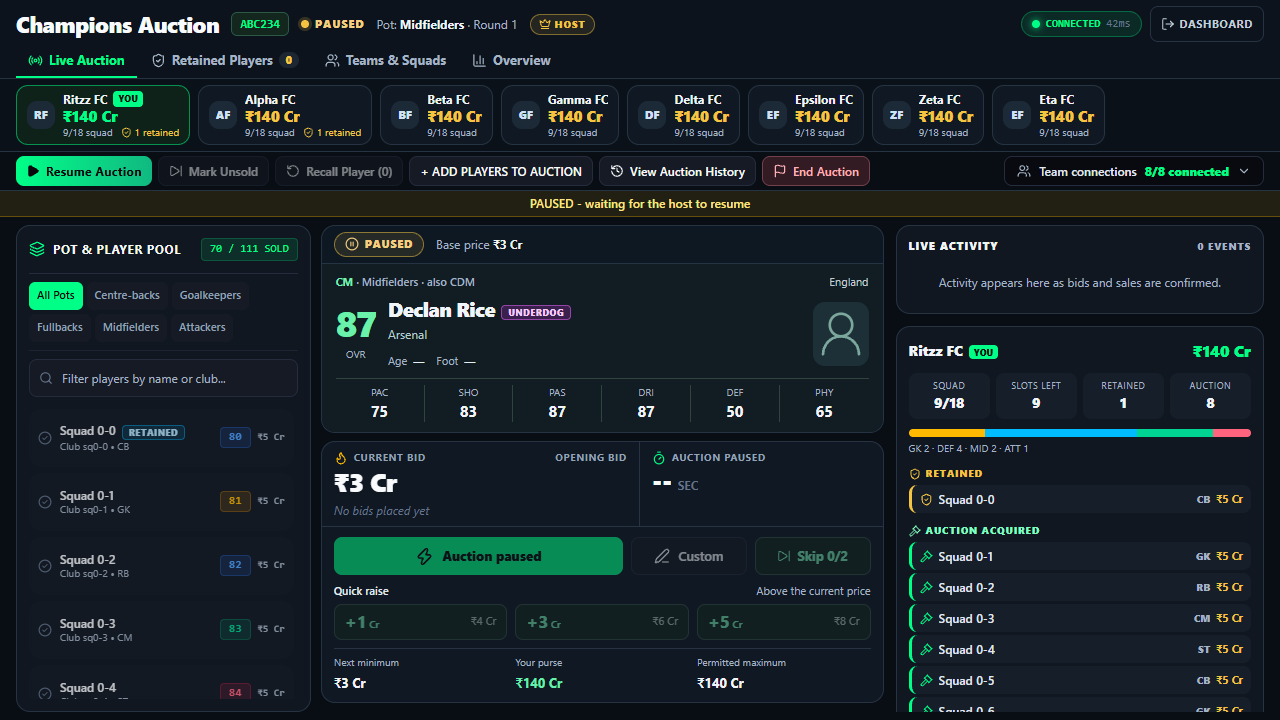 Champions Auction ABC234 PAUSED Pot: Midfielders · Round 1 HOST CONNECTED 42ms DASHBOARD
Live Auction Retained Players 0 Teams & Squads Overview
RF Ritzz FC YOU ₹140 Cr 9/18 squad 1 retained
AF Alpha FC ₹140 Cr 9/18 squad 1 retained
BF Beta FC ₹140 Cr 9/18 squad
GF Gamma FC ₹140 Cr 9/18 squad
DF Delta FC ₹140 Cr 9/18 squad
EF Epsilon FC ₹140 Cr 9/18 squad
ZF Zeta FC ₹140 Cr 9/18 squad
EF Eta FC ₹140 Cr 9/18 squad
Resume Auction Mark Unsold Recall Player (0) + ADD PLAYERS TO AUCTION View Auction History End Auction Team connections 8/8 connected
PAUSED - waiting for the host to resume
POT & PLAYER POOL 70 / 111 SOLD
All Pots Centre-backs Goalkeepers
Fullbacks Midfielders Attackers
Filter players by name or club...
Squad 0-0 RETAINED 80 ₹5 Cr
Club sq0-0 • CB
Squad 0-1 81 ₹5 Cr
Club sq0-1 • GK
Squad 0-2 82 ₹5 Cr
Club sq0-2 • RB
Squad 0-3 83 ₹5 Cr
Club sq0-3 • CM
Squad 0-4 84 ₹5 Cr
PAUSED Base price ₹3 Cr
CM · Midfielders · also CDM England
87 OVR
Declan Rice UNDERDOG
Arsenal
Age — Foot —
PAC SHO PAS DRI DEF PHY
75 83 87 87 50 65
CURRENT BID OPENING BID AUCTION PAUSED
₹3 Cr -- SEC
No bids placed yet
Auction paused Custom Skip 0/2
Quick raise Above the current price
+1 Cr ₹4 Cr +3 Cr ₹6 Cr +5 Cr ₹8 Cr
Next minimum Your purse Permitted maximum
₹3 Cr ₹140 Cr ₹140 Cr
LIVE ACTIVITY 0 EVENTS
Activity appears here as bids and sales are confirmed.
Ritzz FC YOU ₹140 Cr
SQUAD SLOTS LEFT RETAINED AUCTION
9/18 9 1 8
GK 2 · DEF 4 · MID 2 · ATT 1
RETAINED
Squad 0-0 CB ₹5 Cr
AUCTION ACQUIRED
Squad 0-1 GK ₹5 Cr
Squad 0-2 RB ₹5 Cr
Squad 0-3 CM ₹5 Cr
Squad 0-4 ST ₹5 Cr
Squad 0-5 CB ₹5 Cr
Squad 0-6 GK ₹5 Cr